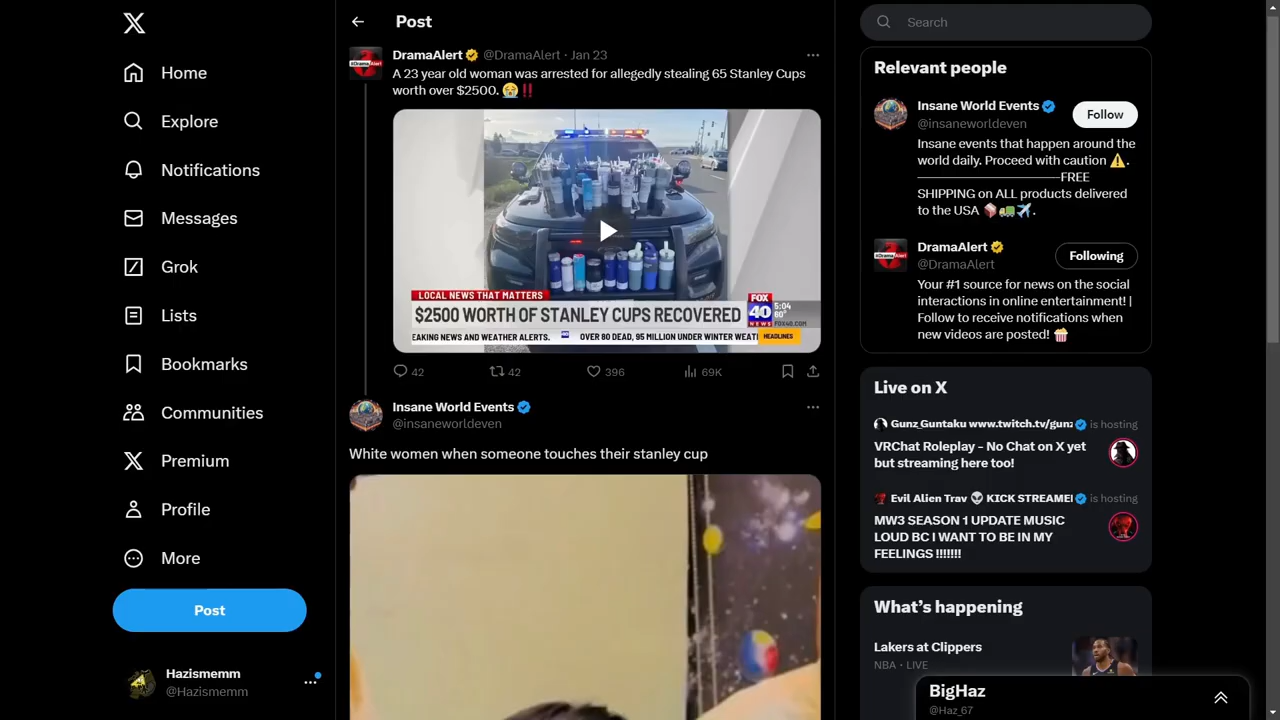 Home
Explore
Notifications
Messages
Grok
Lists
Bookmarks
Communities
Premium
Profile
More
Post
Hazismemm
@Hazismemm
Post
DramaAlert @DramaAlert · Jan 23
A 23 year old woman was arrested for allegedly stealing 65 Stanley Cups
worth over $2500. 😭‼️
LOCAL NEWS THAT MATTERS
$2500 WORTH OF STANLEY CUPS RECOVERED
FOX
40
NEWS
5:04
60°
FOX40.COM
EAKING NEWS AND WEATHER ALERTS.
OVER 80 DEAD, 95 MILLION UNDER WINTER WEAT
HEADLINES
42
42
396
69K
Insane World Events
@insaneworldeven
White women when someone touches their stanley cup
Search
Relevant people
Insane World Events
@insaneworldeven
Follow
Insane events that happen around the
world daily. Proceed with caution ⚠️.
———————————FREE
SHIPPING on ALL products delivered
to the USA 📦🚛✈️.
DramaAlert
@DramaAlert
Following
Your #1 source for news on the social
interactions in online entertainment! |
Follow to receive notifications when
new videos are posted! 🍿
Live on X
Gunz_Guntaku www.twitch.tv/gunz is hosting
VRChat Roleplay - No Chat on X yet
but streaming here too!
Evil Alien Trav 👽 KICK STREAMEI is hosting
MW3 SEASON 1 UPDATE MUSIC
LOUD BC I WANT TO BE IN MY
FEELINGS !!!!!!!
What's happening
Lakers at Clippers
NBA · LIVE
BigHaz
@Haz_67